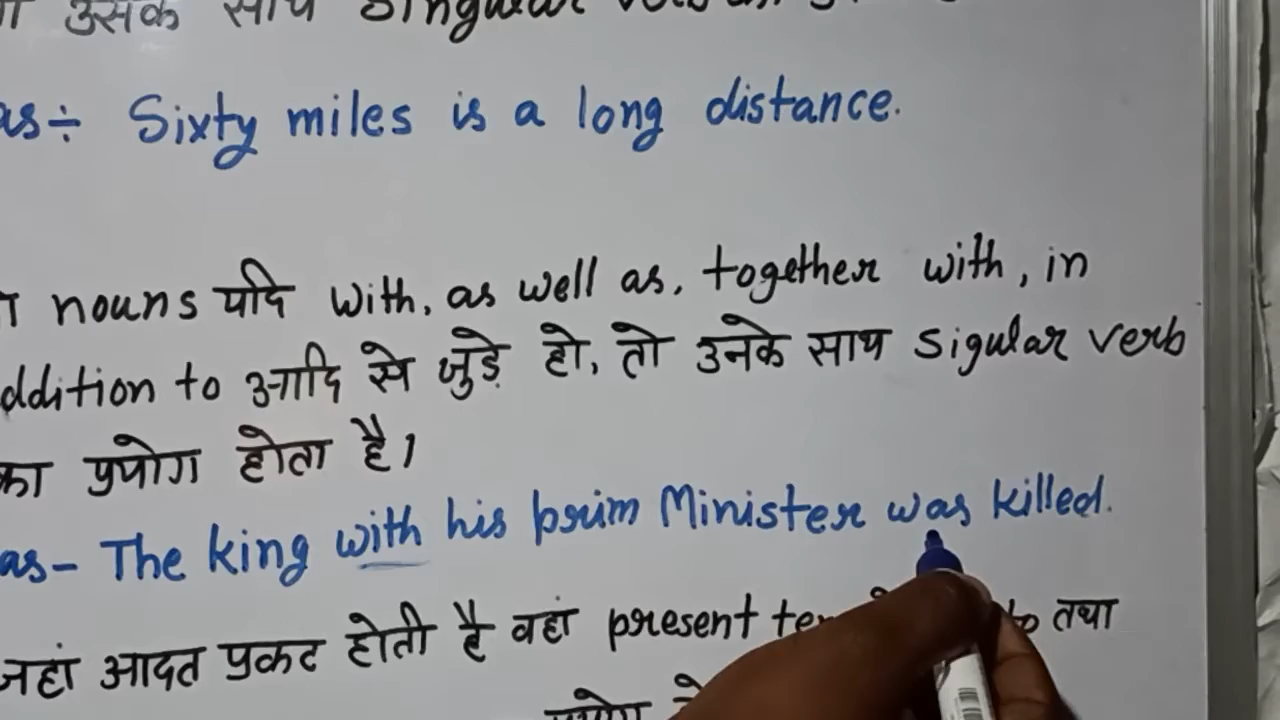 उसके साथ Singular
as÷ Sixty miles is a long distance.
nouns यदि with, as well as, together with, in
ddition to आदि से जुड़े हो, तो उनके साथ sigular verb
का प्रयोग होता है।
as- The king with his prim Minister was killed.
जहां आदत प्रकट होती है वहां present तथा